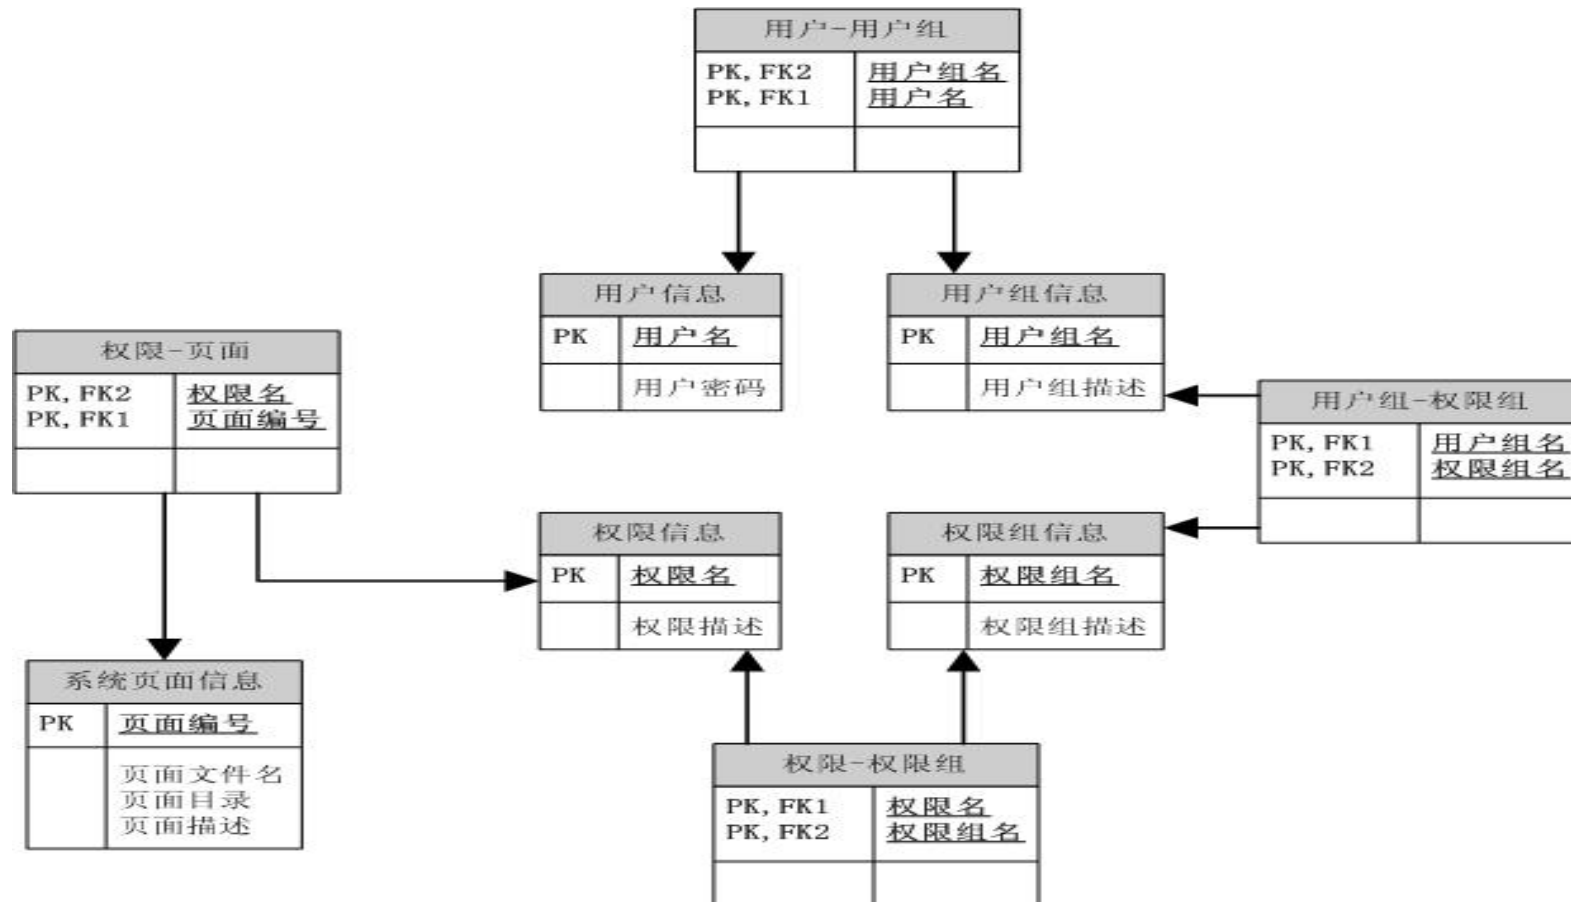 用户-用户组
PK,FK2 用户组名
PK,FK1 用户名
用户信息
PK 用户名
用户密码
用户组信息
PK 用户组名
用户组描述
权限-页面
PK,FK2 权限名
PK,FK1 页面编号
用户组-权限组
PK,FK1 用户组名
PK,FK2 权限组名
权限信息
PK 权限名
权限描述
权限组信息
PK 权限组名
权限组描述
系统页面信息
PK 页面编号
页面文件名
页面目录
页面描述
权限-权限组
PK,FK1 权限名
PK,FK2 权限组名